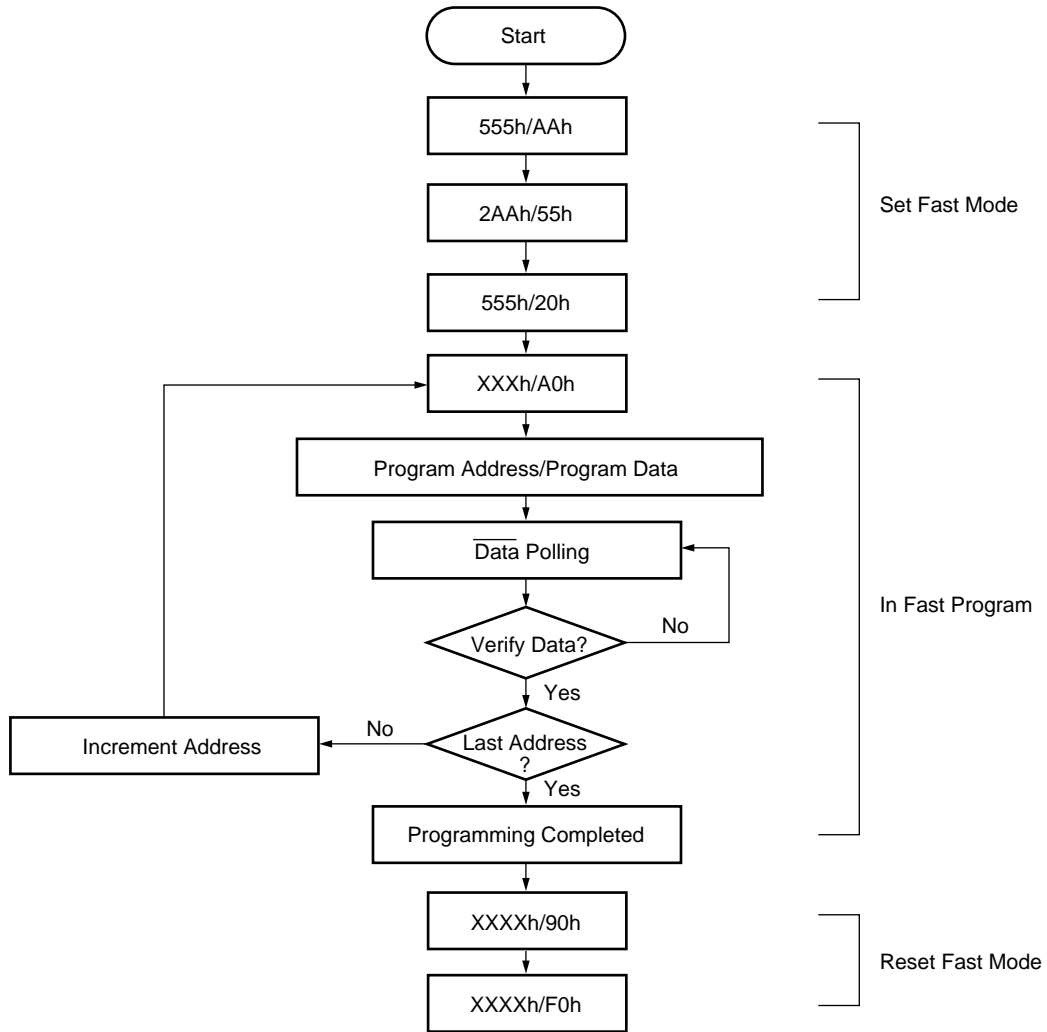 Start
555h/AAh
2AAh/55h
Set Fast Mode
555h/20h
XXXh/A0h
Program Address/Program Data
Data Polling
In Fast Program
Verify Data?
No
Yes
Increment Address
No
Last Address
?
Yes
Programming Completed
XXXXh/90h
Reset Fast Mode
XXXXh/F0h